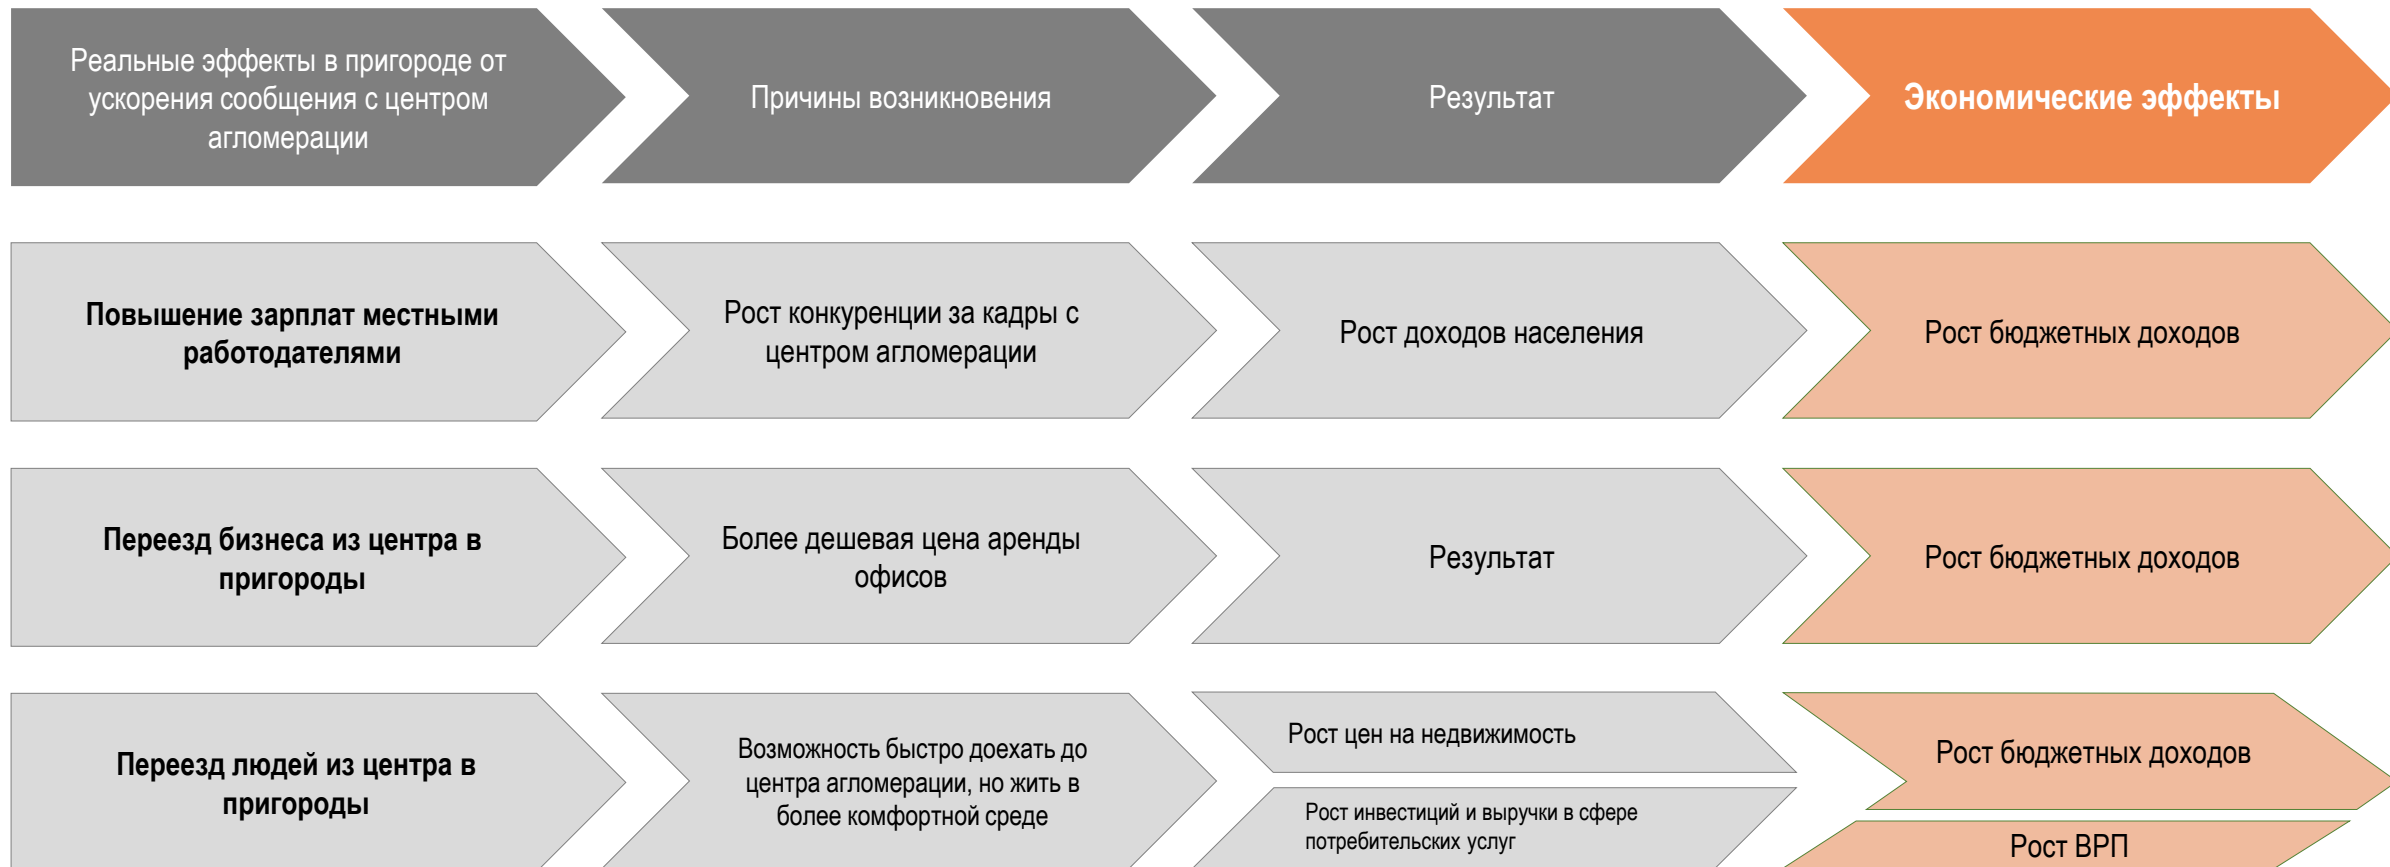 Реальные эффекты в пригороде от
ускорения сообщения с центром
агломерации
Причины возникновения
Результат
Экономические эффекты
Повышение зарплат местными
работодателями
Рост конкуренции за кадры с
центром агломерации
Рост доходов населения
Рост бюджетных доходов
Переезд бизнеса из центра в
пригороды
Более дешевая цена аренды
офисов
Результат
Рост бюджетных доходов
Переезд людей из центра в
пригороды
Возможность быстро доехать до
центра агломерации, но жить в
более комфортной среде
Рост цен на недвижимость
Рост инвестиций и выручки в сфере
потребительских услуг
Рост бюджетных доходов
Рост ВРП